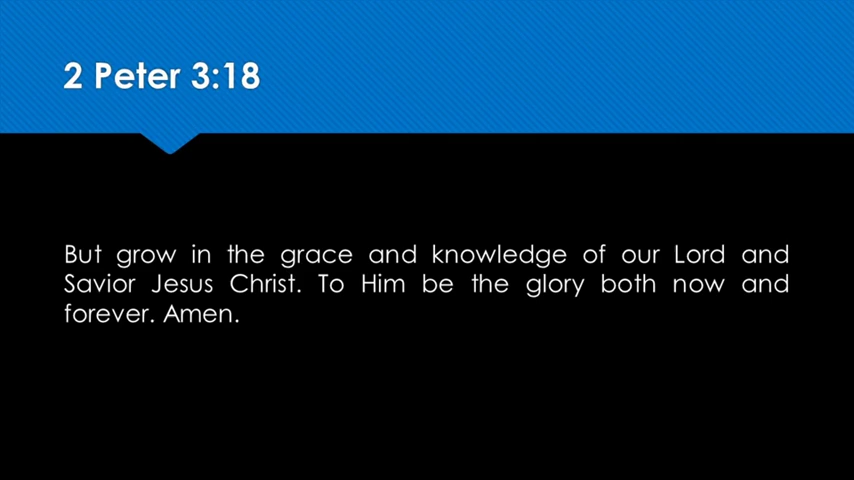 2 Peter 3:18
But grow in the grace and knowledge of our Lord and
Savior Jesus Christ. To Him be the glory both now and
forever. Amen.